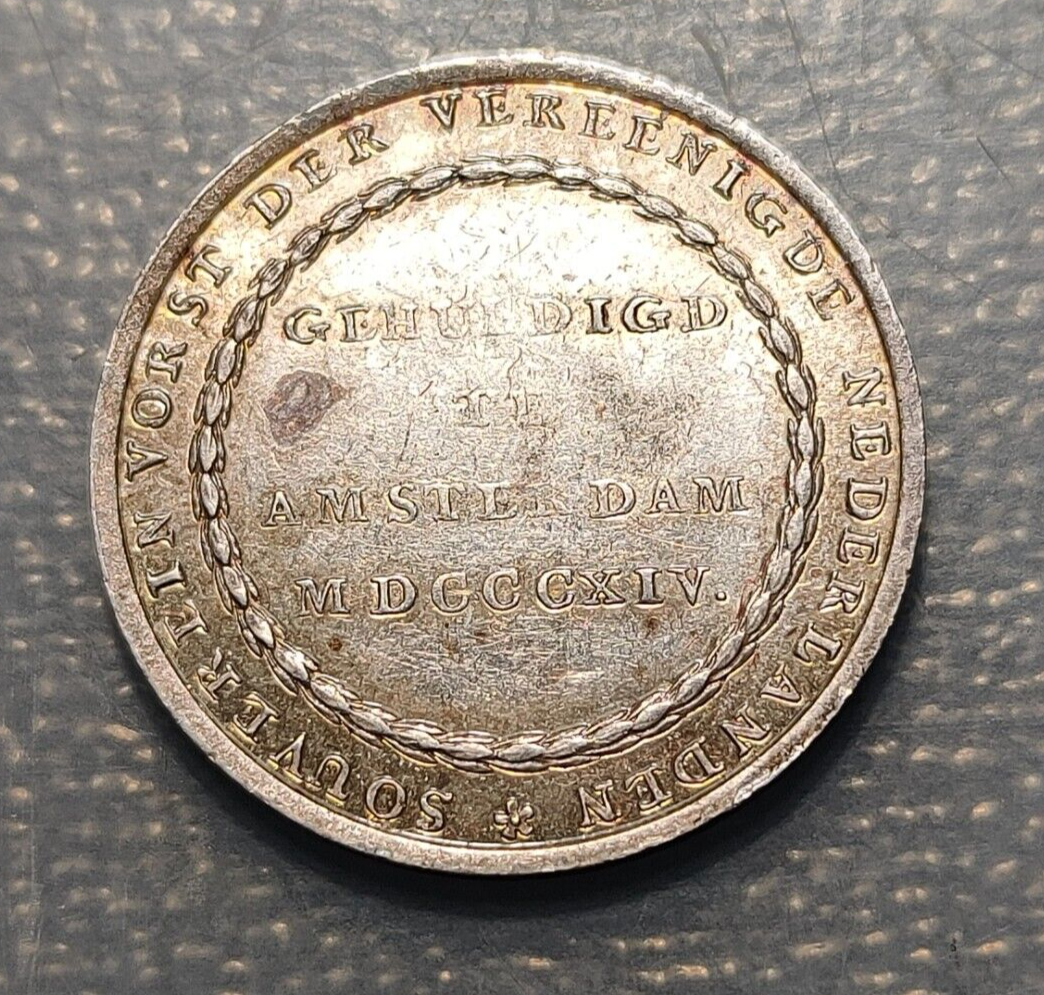 SOUVEREIN VORST DER VEREENIGDE NEDERLANDEN
GEHULDIGD
TE
AMSTERDAM
MDCCCXIV.